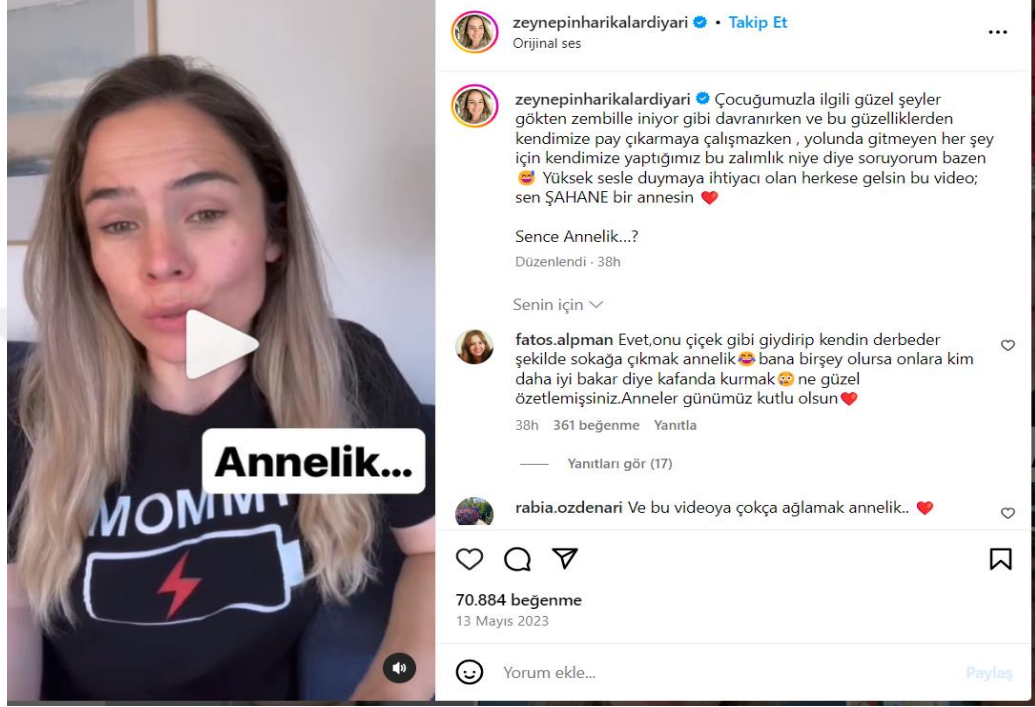 zeynepinharikalardiyari • Takip Et
Orijinal ses
zeynepinharikalardiyari Çocuğumuzla ilgili güzel şeyler
gökten zembille iniyor gibi davranırken ve bu güzelliklerden
kendimize pay çıkarmaya çalışmazken , yolunda gitmeyen her şey
için kendimize yaptığımız bu zalımlık niye diye soruyorum bazen
😅 Yüksek sesle duymaya ihtiyacı olan herkese gelsin bu video;
sen ŞAHANE bir annesin ❤️
Sence Annelik...?
Düzenlendi · 38h
Senin için
fatos.alpman Evet,onu çiçek gibi giydirip kendin derbeder
şekilde sokağa çıkmak annelik😂 bana birşey olursa onlara kim
daha iyi bakar diye kafanda kurmak😳 ne güzel
özetlemişsiniz.Anneler günümüz kutlu olsun❤️
38h 361 beğenme Yanıtla
Yanıtları gör (17)
rabia.ozdenari Ve bu videoya çokça ağlamak annelik.. ❤️
70.884 beğenme
13 Mayıs 2023
Yorum ekle...
Paylaş
Annelik...
MOMMY